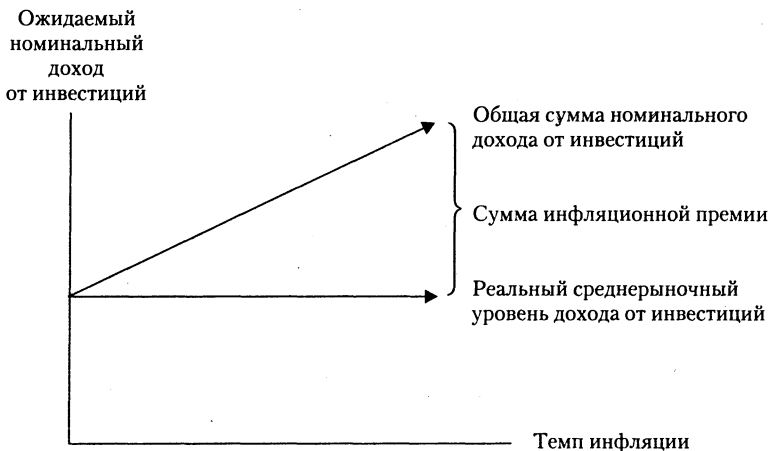 Ожидаемый
номинальный
доход
от инвестиций
Общая сумма номинального
дохода от инвестиций
Сумма инфляционной премии
Реальный среднерыночный
уровень дохода от инвестиций
Темп инфляции